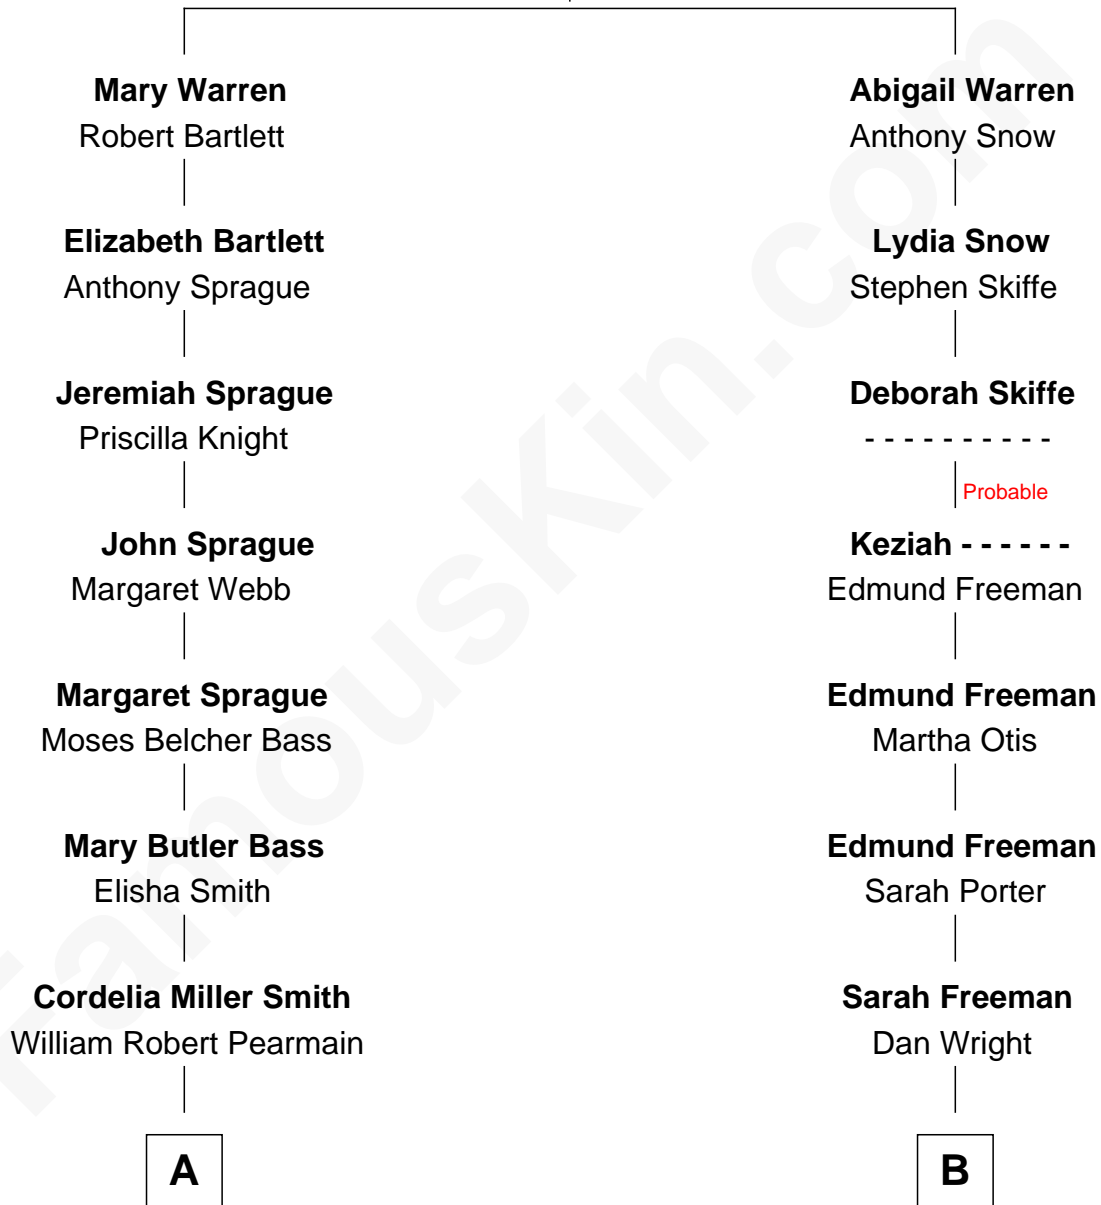 Mary Warren
Robert Bartlett
Elizabeth Bartlett
Anthony Sprague
Jeremiah Sprague
Priscilla Knight
John Sprague
Margaret Webb
Margaret Sprague
Moses Belcher Bass
Mary Butler Bass
Elisha Smith
Cordelia Miller Smith
William Robert Pearmain
A
Abigail Warren
Anthony Snow
Lydia Snow
Stephen Skiffe
Deborah Skiffe
- - - - - - - - - -
Probable
Keziah - - - - - -
Edmund Freeman
Edmund Freeman
Martha Otis
Edmund Freeman
Sarah Porter
Sarah Freeman
Dan Wright
B
FamousKin.com